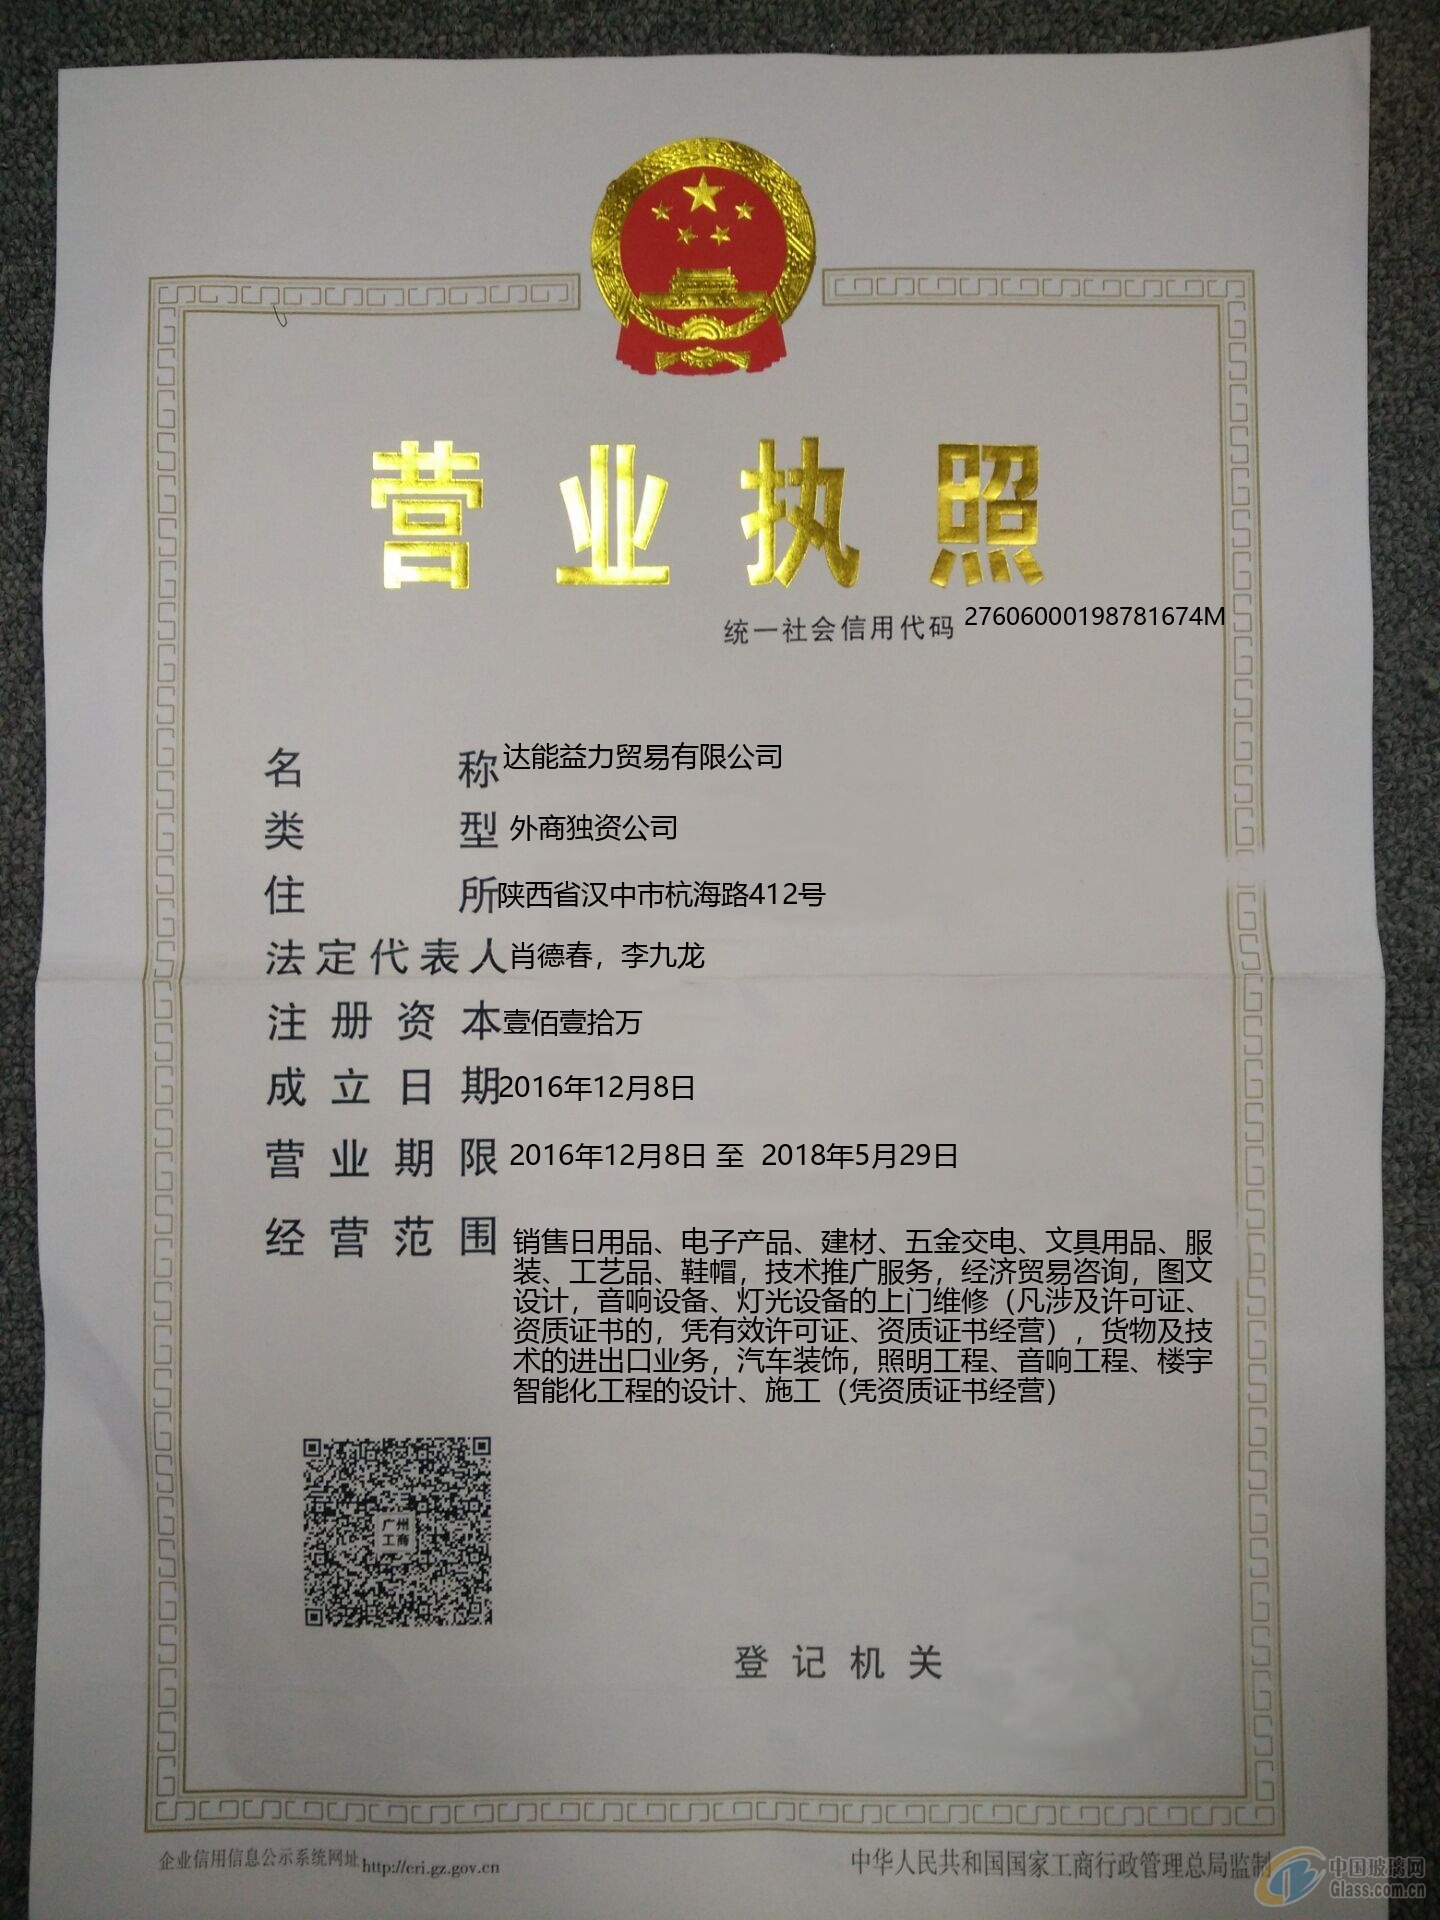 营业执照
统一社会信用代码 27606000198781674M
名称 达能益力贸易有限公司
类型 外商独资公司
住所 陕西省汉中市杭海路412号
法定代表人 肖德春，李九龙
注册资本 壹佰壹拾万
成立日期 2016年12月8日
营业期限 2016年12月8日 至 2018年5月29日
经营范围 销售日用品、电子产品、建材、五金交电、文具用品、服
装、工艺品、鞋帽，技术推广服务，经济贸易咨询，图文
设计，音响设备、灯光设备的上门维修（凡涉及许可证、
资质证书的，凭有效许可证、资质证书经营），货物及技
术的进出口业务，汽车装饰，照明工程、音响工程、楼宇
智能化工程的设计、施工（凭资质证书经营）
广州
工商
登记机关
企业信用信息公示系统网址 http://cri.gz.gov.cn
中华人民共和国国家工商行政管理总局监制
中国玻璃网
Glass.com.cn